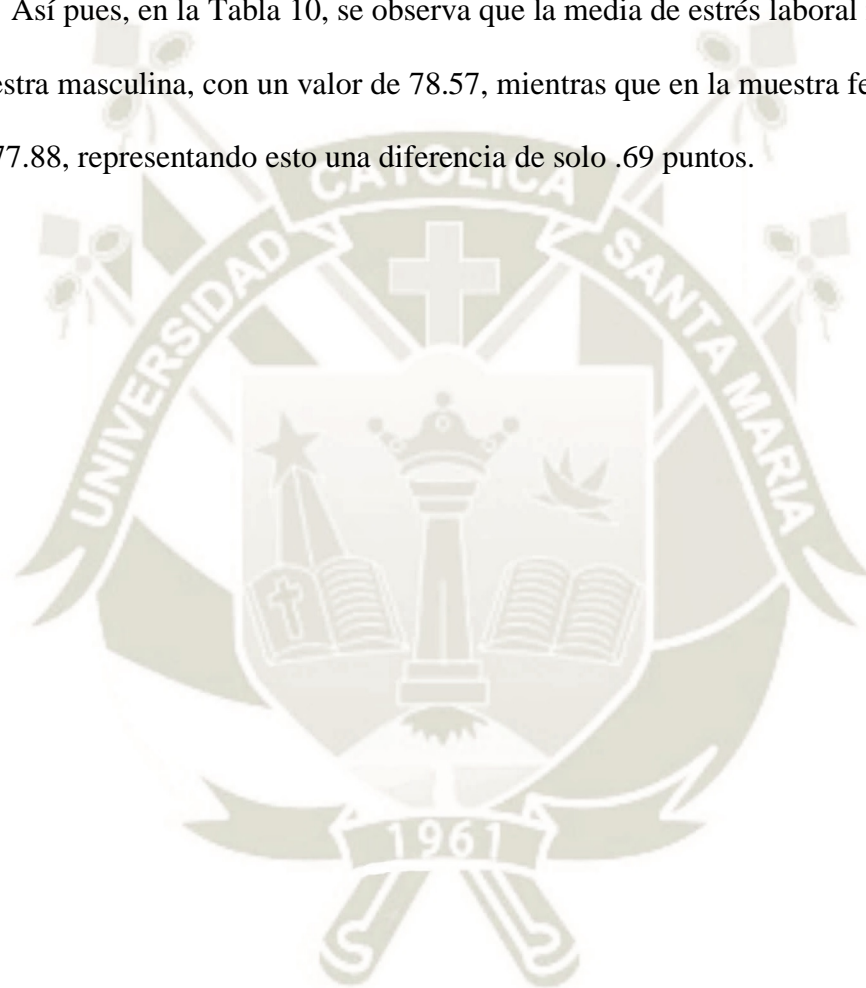 Así pues, en la Tabla 10, se observa que la media de estrés laboral
estra masculina, con un valor de 78.57, mientras que en la muestra fe
77.88, representando esto una diferencia de solo .69 puntos.
CATOLICA
UNIVERSIDAD
SANTA MARIA
1961